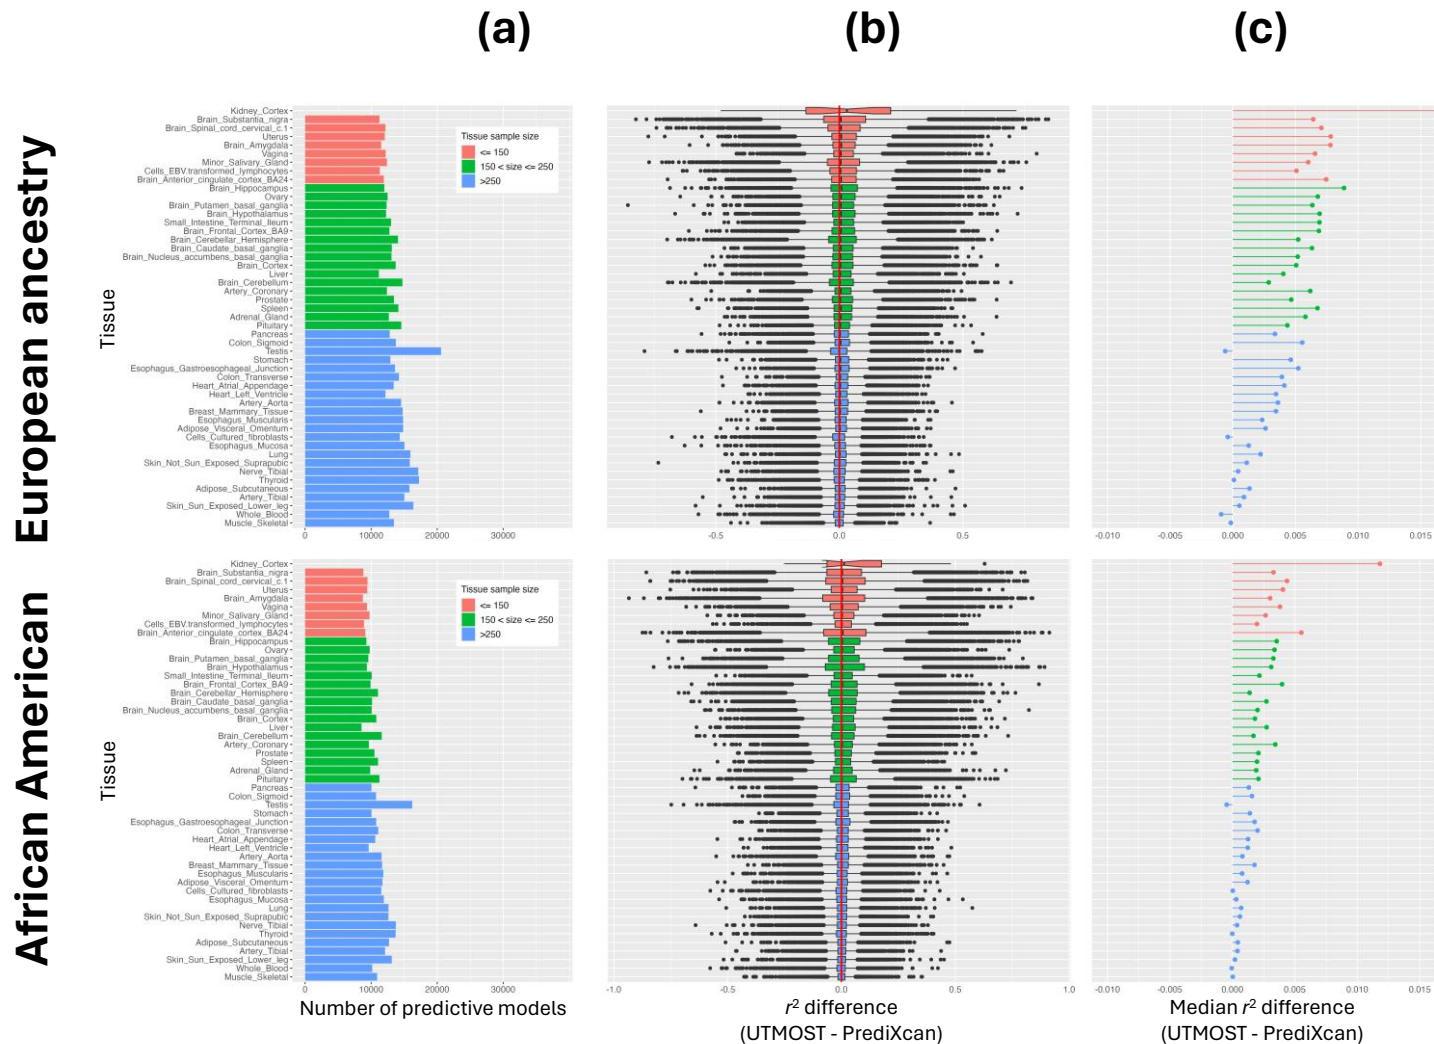 (a)
(b)
(c)
European ancestry
Tissue
Kidney_Cortex
Brain_Substantia_nigra
Brain_Spinal_cord_cervical_c.1
Uterus
Brain_Amygdala
Vagina
Minor_Salivary_Gland
Cells_EBV.transformed_lymphocytes
Brain_Anterior_cingulate_cortex_BA24
Brain_Hippocampus
Ovary
Brain_Putamen_basal_ganglia
Brain_Hypothalamus
Small_Intestine_Terminal_Ileum
Brain_Frontal_Cortex_BA9
Brain_Cerebellar_Hemisphere
Brain_Caudate_basal_ganglia
Brain_Nucleus_accumbens_basal_ganglia
Brain_Cortex
Liver
Brain_Cerebellum
Artery_Coronary
Prostate
Spleen
Adrenal_Gland
Pituitary
Pancreas
Colon_Sigmoid
Testis
Stomach
Esophagus_Gastroesophageal_Junction
Colon_Transverse
Heart_Atrial_Appendage
Heart_Left_Ventricle
Artery_Aorta
Breast_Mammary_Tissue
Esophagus_Muscularis
Adipose_Visceral_Omentum
Cells_Cultured_fibroblasts
Esophagus_Mucosa
Lung
Skin_Not_Sun_Exposed_Suprapubic
Nerve_Tibial
Thyroid
Adipose_Subcutaneous
Artery_Tibial
Skin_Sun_Exposed_Lower_leg
Whole_Blood
Muscle_Skeletal
Tissue sample size
<= 150
150 < size <= 250
>250
0 10000 20000 30000
-0.5 0.0 0.5
-0.010 -0.005 0.000 0.005 0.010 0.015
African American
Tissue
Kidney_Cortex
Brain_Substantia_nigra
Brain_Spinal_cord_cervical_c.1
Uterus
Brain_Amygdala
Vagina
Minor_Salivary_Gland
Cells_EBV.transformed_lymphocytes
Brain_Anterior_cingulate_cortex_BA24
Brain_Hippocampus
Ovary
Brain_Putamen_basal_ganglia
Brain_Hypothalamus
Small_Intestine_Terminal_Ileum
Brain_Frontal_Cortex_BA9
Brain_Cerebellar_Hemisphere
Brain_Caudate_basal_ganglia
Brain_Nucleus_accumbens_basal_ganglia
Brain_Cortex
Liver
Brain_Cerebellum
Artery_Coronary
Prostate
Spleen
Adrenal_Gland
Pituitary
Pancreas
Colon_Sigmoid
Testis
Stomach
Esophagus_Gastroesophageal_Junction
Colon_Transverse
Heart_Atrial_Appendage
Heart_Left_Ventricle
Artery_Aorta
Breast_Mammary_Tissue
Esophagus_Muscularis
Adipose_Visceral_Omentum
Cells_Cultured_fibroblasts
Esophagus_Mucosa
Lung
Skin_Not_Sun_Exposed_Suprapubic
Nerve_Tibial
Thyroid
Adipose_Subcutaneous
Artery_Tibial
Skin_Sun_Exposed_Lower_leg
Whole_Blood
Muscle_Skeletal
Tissue sample size
<= 150
150 < size <= 250
>250
0 10000 20000 30000
-1.0 -0.5 0.0 0.5 1.0
-0.010 -0.005 0.000 0.005 0.010 0.015
Number of predictive models
r² difference
(UTMOST - PrediXcan)
Median r² difference
(UTMOST - PrediXcan)